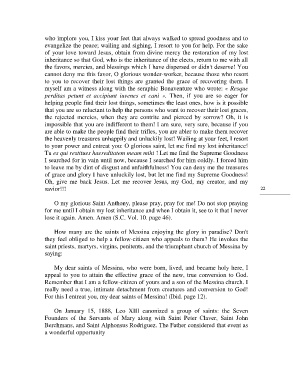 who implore you, I kiss your feet that always walked to spread goodness and to
evangelize the peace; wailing and sighing, I resort to you for help. For the sake
of your love toward Jesus, obtain from divine mercy the restoration of my lost
inheritance so that God, who is the inheritance of the elects, return to me with all
the favors, mercies, and blessings which I have dispersed or didn't deserve! You
cannot deny me this favor, O glorious wonder-worker, because those who resort
to you to recover their lost things are granted the grace of recovering them. I
myself am a witness along with the seraphic Bonaventure who wrote: « Resque
perditas petunt et accipiunt iuvenes et cani ». Then, if you are so eager for
helping people find their lost things, sometimes the least ones, how is it possible
that you are so reluctant to help the persons who want to recover their lost graces,
the rejected mercies, when they are contrite and pierced by sorrow? Oh, it is
impossible that you are indifferent to them! I am sure, very sure, because if you
are able to make the people find their trifles, you are abler to make them recover
the heavenly treasures unhappily and unluckily lost! Wailing at your feet, I resort
to your power and entreat you: O glorious saint, let me find my lost inheritance!
Tu es qui restitues haereditatem meam mihi ! Let me find the Supreme Goodness
I searched for in vain until now, because I searched for him coldly. I forced him
to leave me by dint of disgust and unfaithfulness! You can deny me the treasures
of grace and glory I have unluckily lost, but let me find my Supreme Goodness!
Oh, give me back Jesus. Let me recover Jesus, my God, my creator, and my
savior!!!
22
O my glorious Saint Anthony, please pray, pray for me! Do not stop praying
for me until I obtain my lost inheritance and when I obtain it, see to it that I never
lose it again. Amen. Amen (S.C. Vol. 10, page 46).
How many are the saints of Messina enjoying the glory in paradise? Don't
they feel obliged to help a fellow-citizen who appeals to them? He invokes the
saint priests, martyrs, virgins, penitents, and the triumphant church of Messina by
saying:
My dear saints of Messina, who were born, lived, and became holy here, I
appeal to you to attain the effective grace of the new, true conversion to God.
Remember that I am a fellow-citizen of yours and a son of the Messina church. I
really need a true, intimate detachment from creatures and conversion to God!
For this I entreat you, my dear saints of Messina! (Ibid. page 12).
On January 15, 1888, Leo XIII canonized a group of saints: the Seven
Founders of the Servants of Mary along with Saint Peter Claver, Saint John
Berchmans, and Saint Alphonsus Rodriguez. The Father considered that event as
a wonderful opportunity